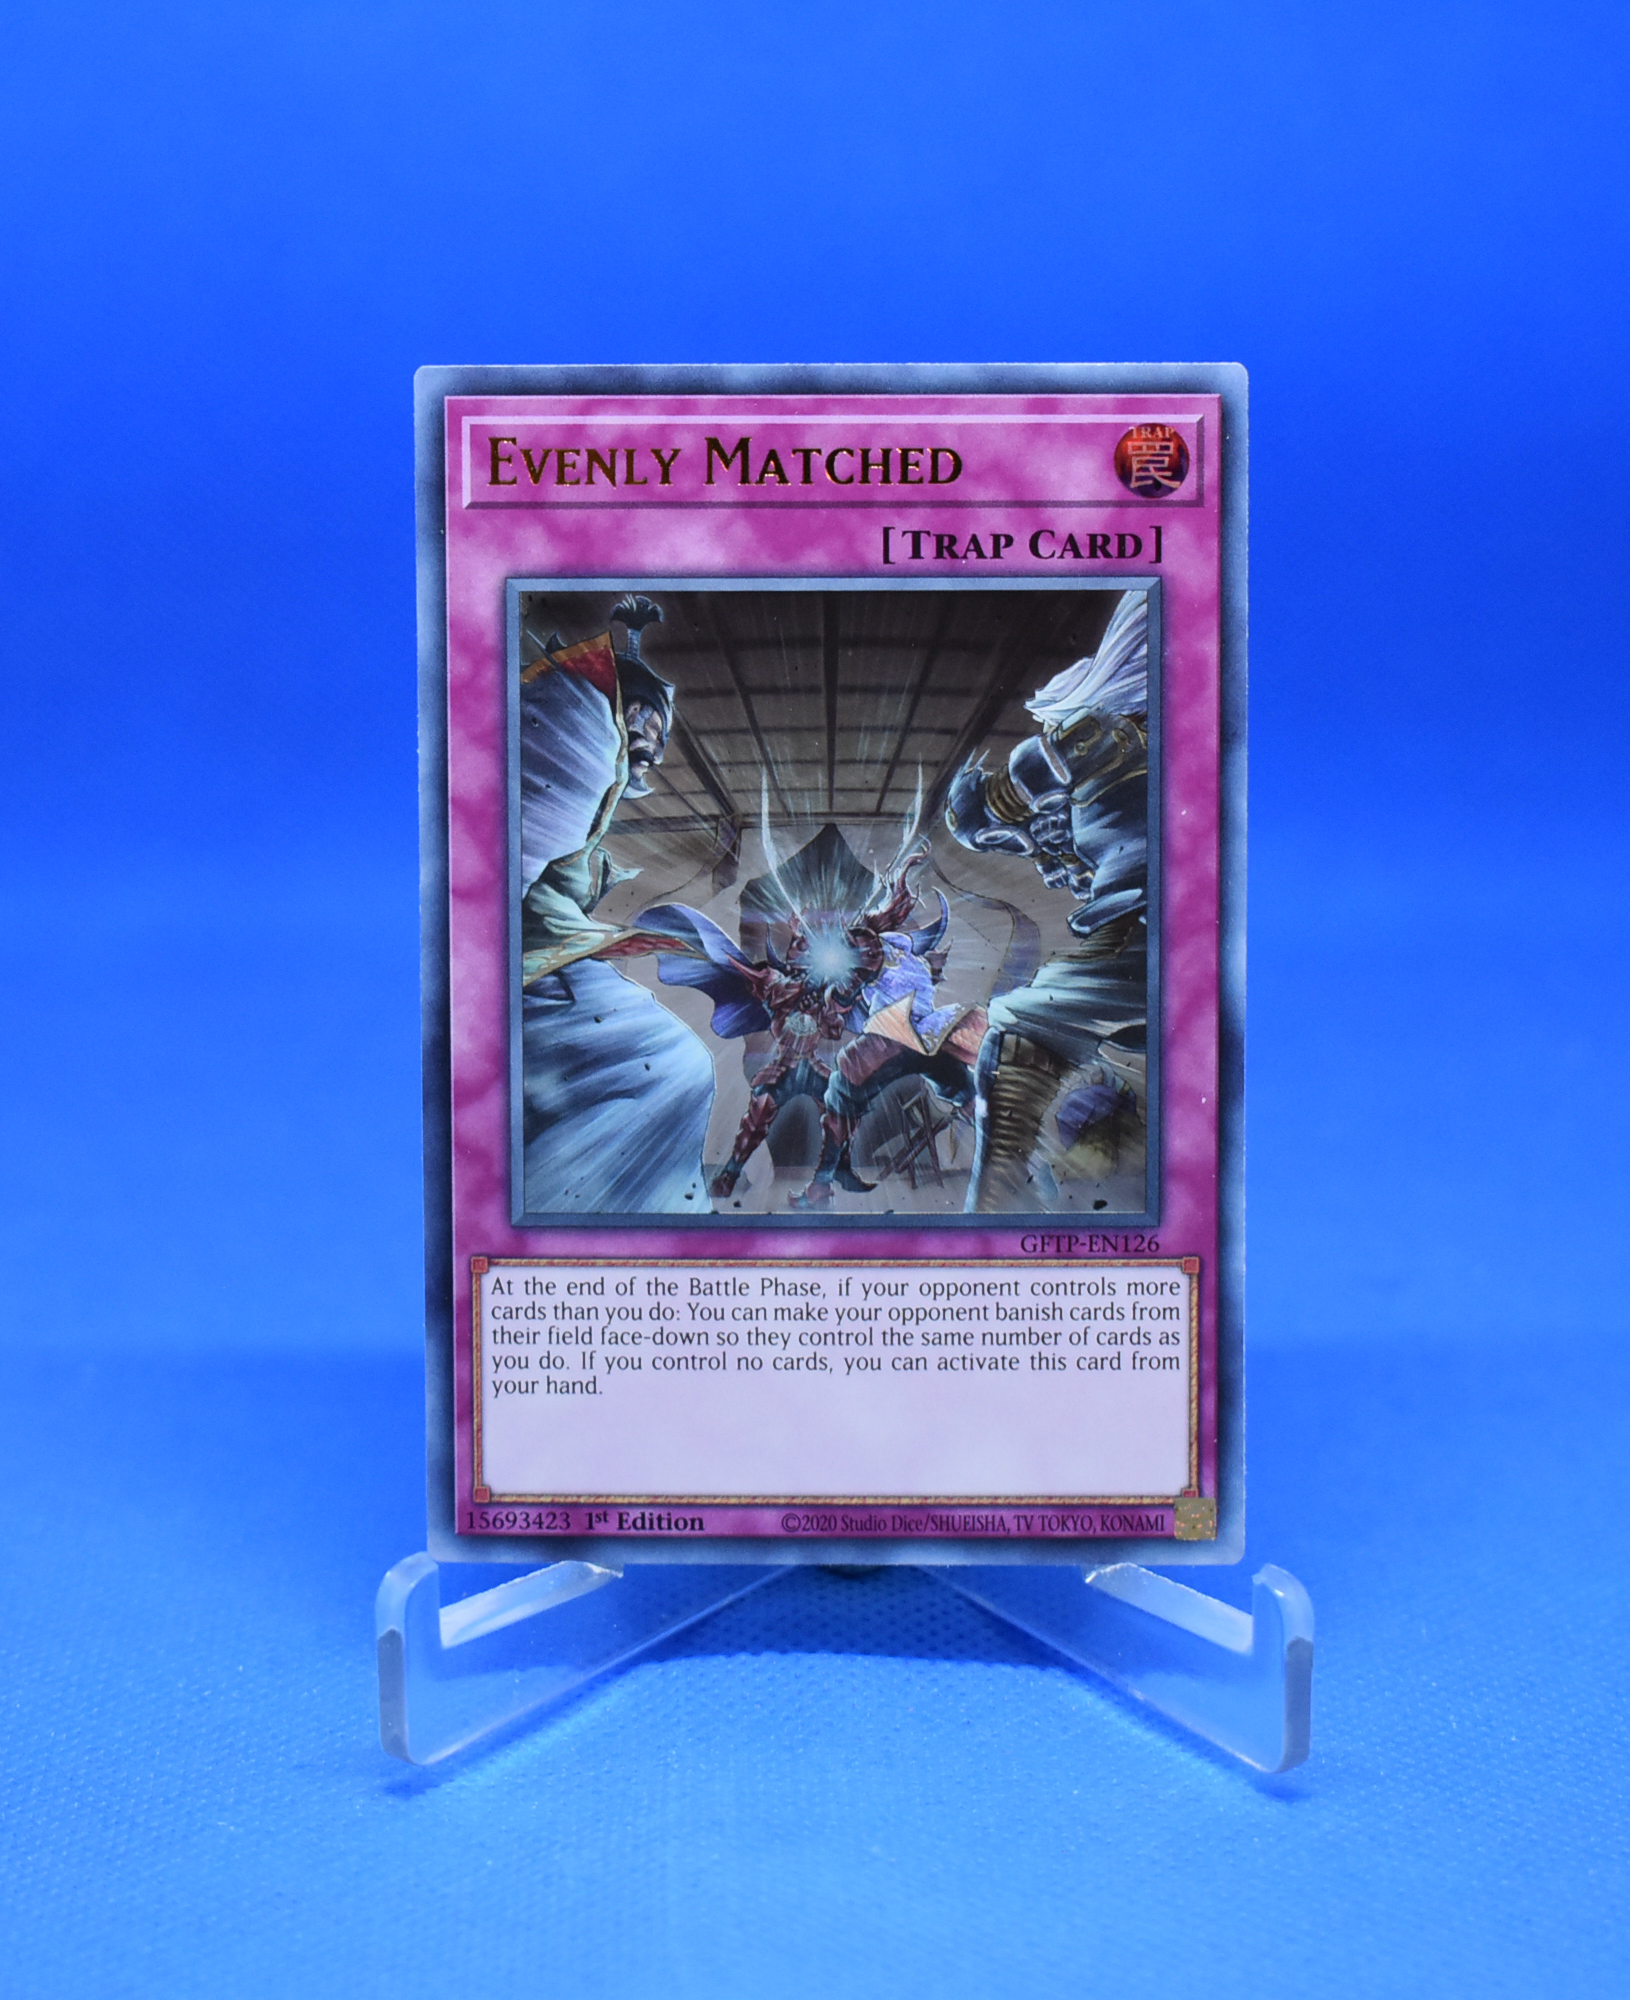 EVENLY MATCHED
TRAP
罠
[TRAP CARD]
GFTP-EN126
At the end of the Battle Phase, if your opponent controls more
cards than you do: You can make your opponent banish cards from
their field face-down so they control the same number of cards as
you do. If you control no cards, you can activate this card from
your hand.
15693423 1st Edition ©2020 Studio Dice/SHUEISHA, TV TOKYO, KONAMI